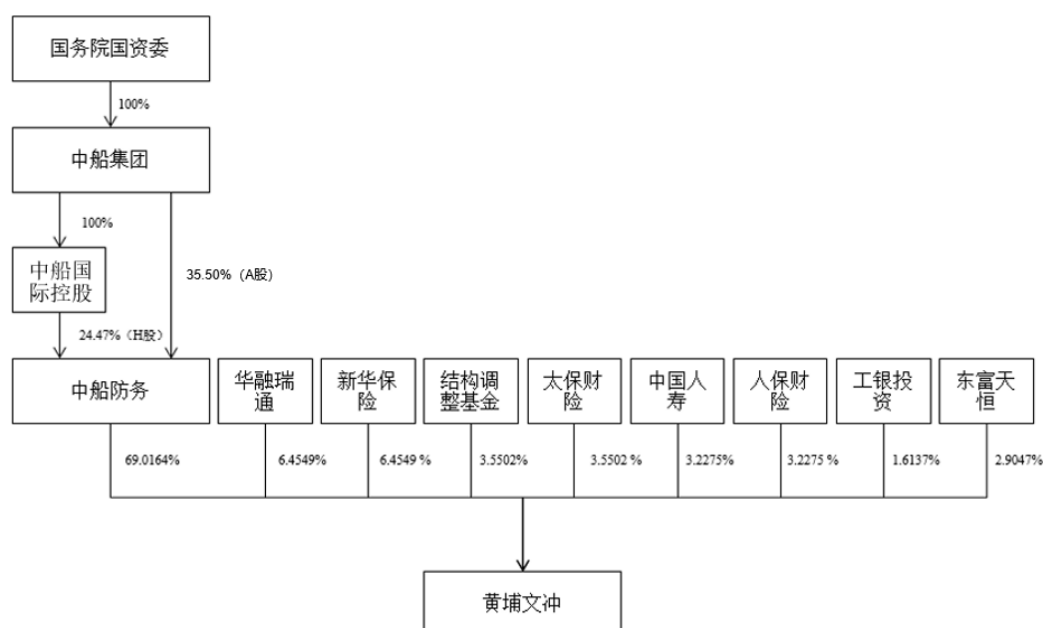 国务院国资委
100%
中船集团
100%
中船国
际控股
35.50%（A股）
24.47%（H股）
中船防务
华融瑞
通
新华保
险
结构调
整基金
太保财
险
中国人
寿
人保财
险
工银投
资
东富天
恒
69.0164%
6.4549%
6.4549 %
3.5502%
3.5502 %
3.2275%
3.2275 %
1.6137%
2.9047%
黄埔文冲